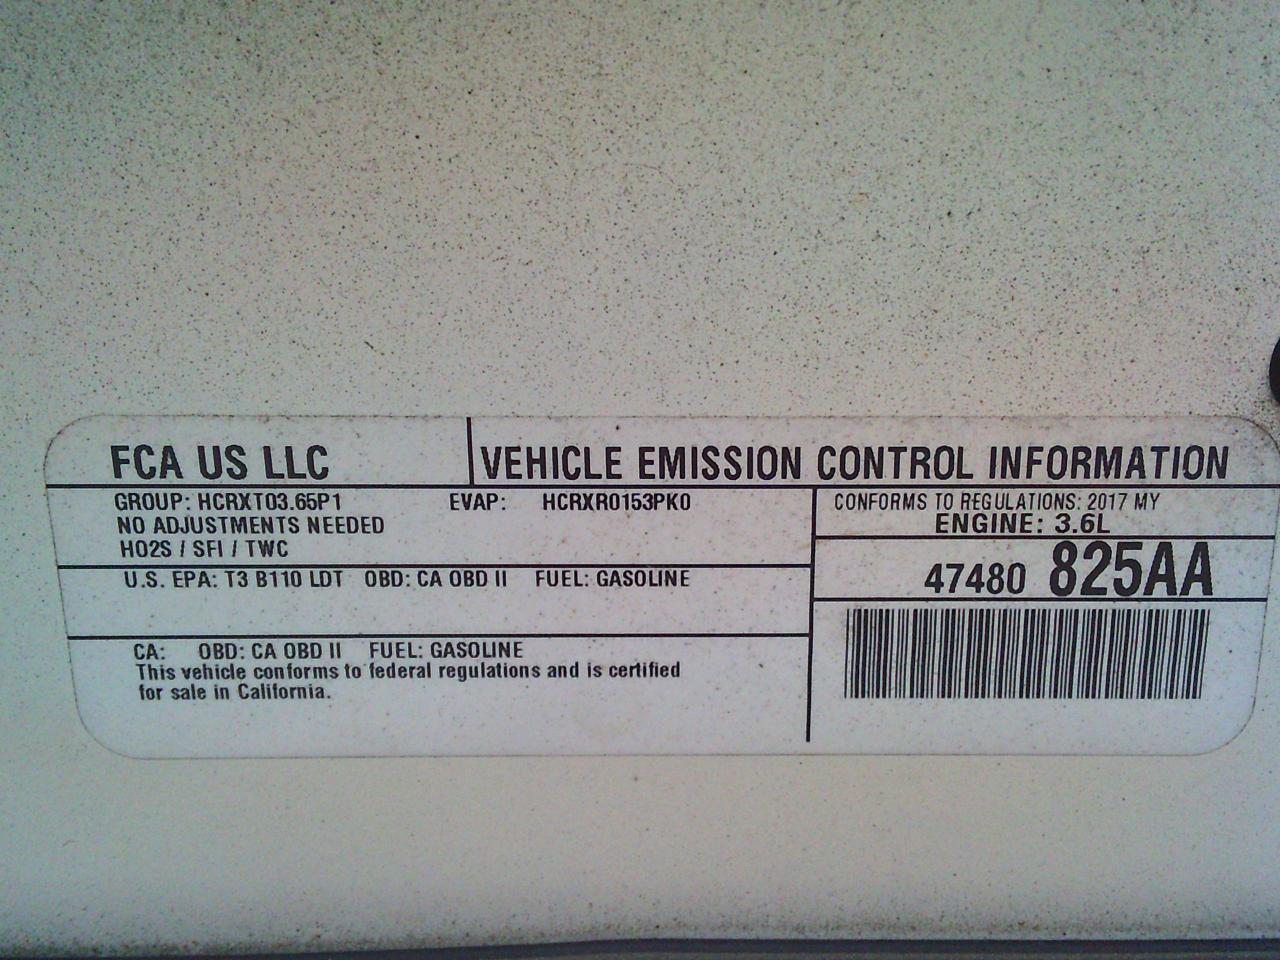 FCA US LLC
VEHICLE EMISSION CONTROL INFORMATION
GROUP: HCRXT03.65P1 EVAP: HCRXR0153PK0
NO ADJUSTMENTS NEEDED
HO2S / SFI / TWC
U.S. EPA: T3 B110 LDT OBD: CA OBD II FUEL: GASOLINE
CA: OBD: CA OBD II FUEL: GASOLINE
This vehicle conforms to federal regulations and is certified
for sale in California.
CONFORMS TO REGULATIONS: 2017 MY
ENGINE: 3.6L
47480 825AA